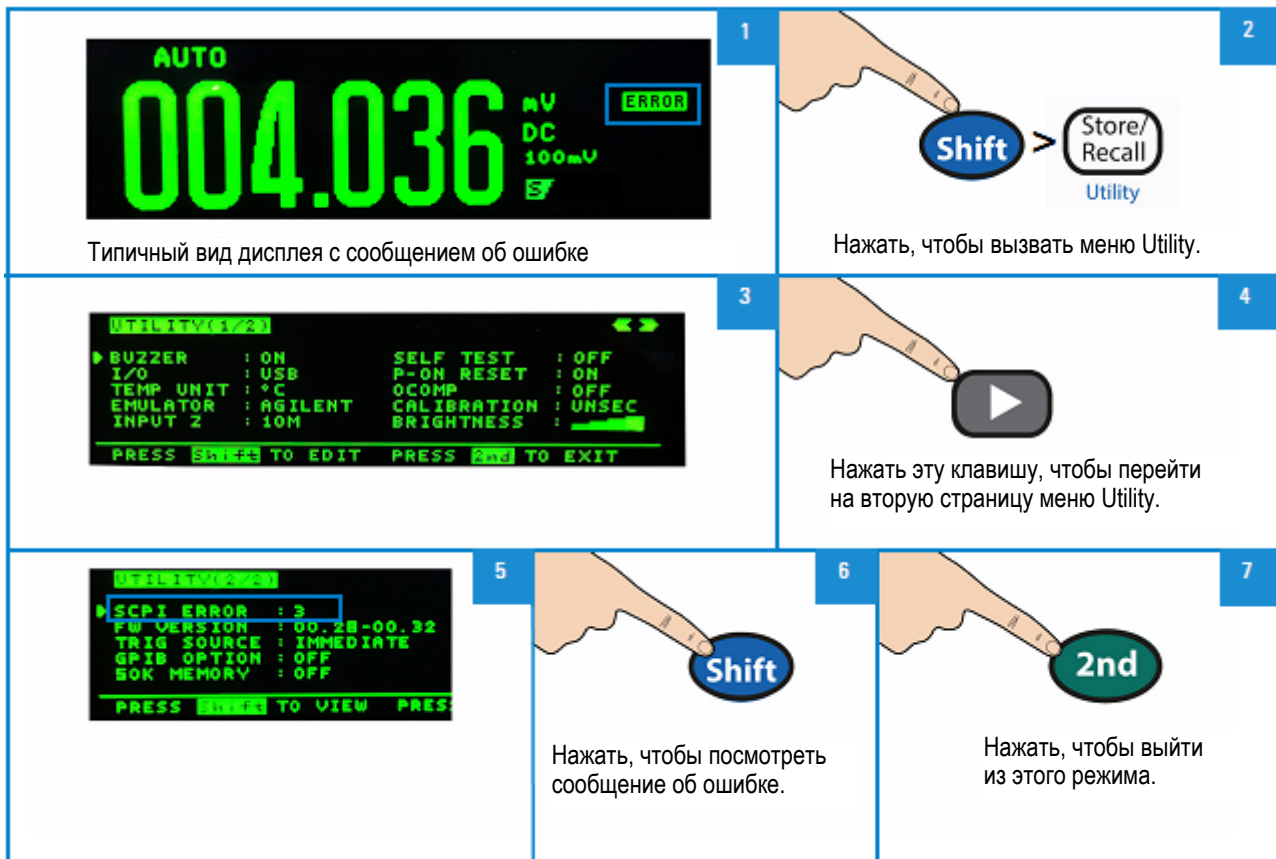 1
AUTO
004.036
mV
DC
100mV
S
ERROR
Типичный вид дисплея с сообщением об ошибке
2
Shift > Store/
Recall
Utility
Нажать, чтобы вызвать меню Utility.
3
UTILITY(1/2)
BUZZER : ON SELF TEST : OFF
I/O : USB P-ON RESET : ON
TEMP UNIT : °C OCOMP : OFF
EMULATOR : AGILENT CALIBRATION : UNSEC
INPUT Z : 10M BRIGHTNESS :
PRESS Shift TO EDIT PRESS 2nd TO EXIT
4
Нажать эту клавишу, чтобы перейти
на вторую страницу меню Utility.
5
UTILITY(2/2)
SCPI ERROR : 3
FW VERSION : 00.28-00.32
TRIG SOURCE : IMMEDIATE
GPIB OPTION : OFF
50K MEMORY : OFF
PRESS Shift TO VIEW PRES
6
Shift
Нажать, чтобы посмотреть
сообщение об ошибке.
7
2nd
Нажать, чтобы выйти
из этого режима.